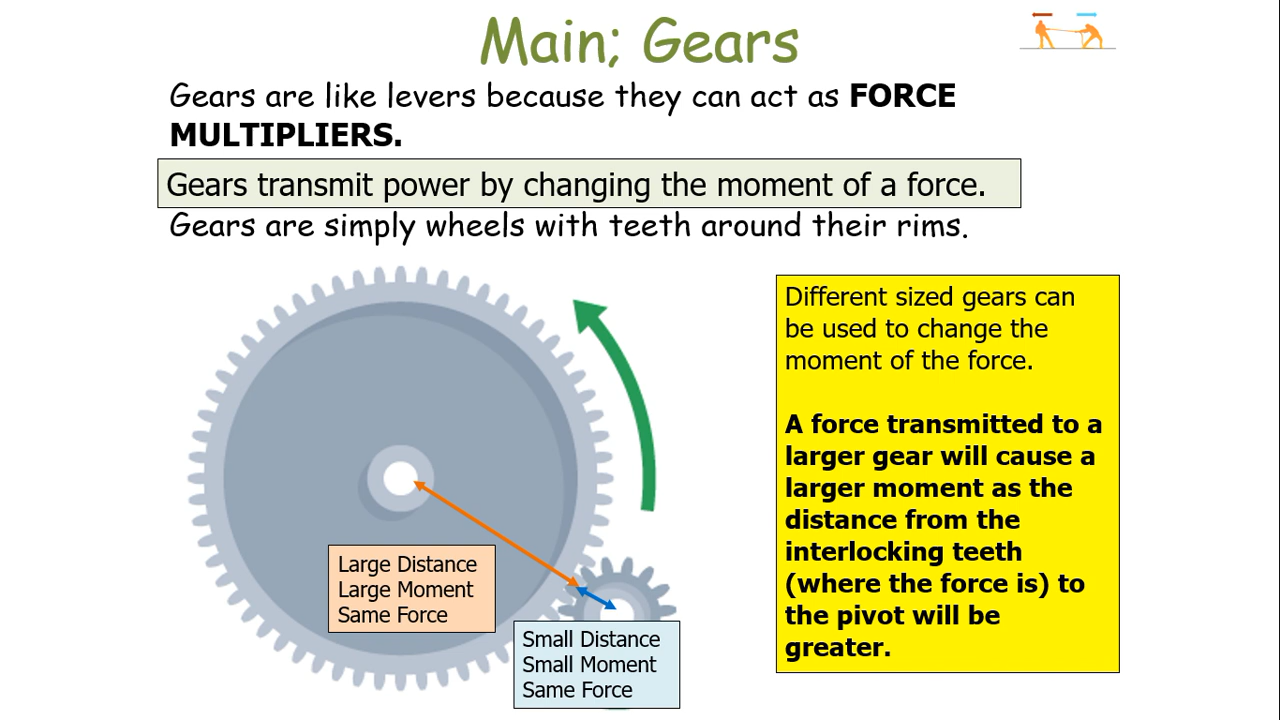 Main; Gears
Gears are like levers because they can act as FORCE
MULTIPLIERS.
Gears transmit power by changing the moment of a force.
Gears are simply wheels with teeth around their rims.
Different sized gears can
be used to change the
moment of the force.
A force transmitted to a
larger gear will cause a
larger moment as the
distance from the
interlocking teeth
(where the force is) to
the pivot will be
greater.
Large Distance
Large Moment
Same Force
Small Distance
Small Moment
Same Force